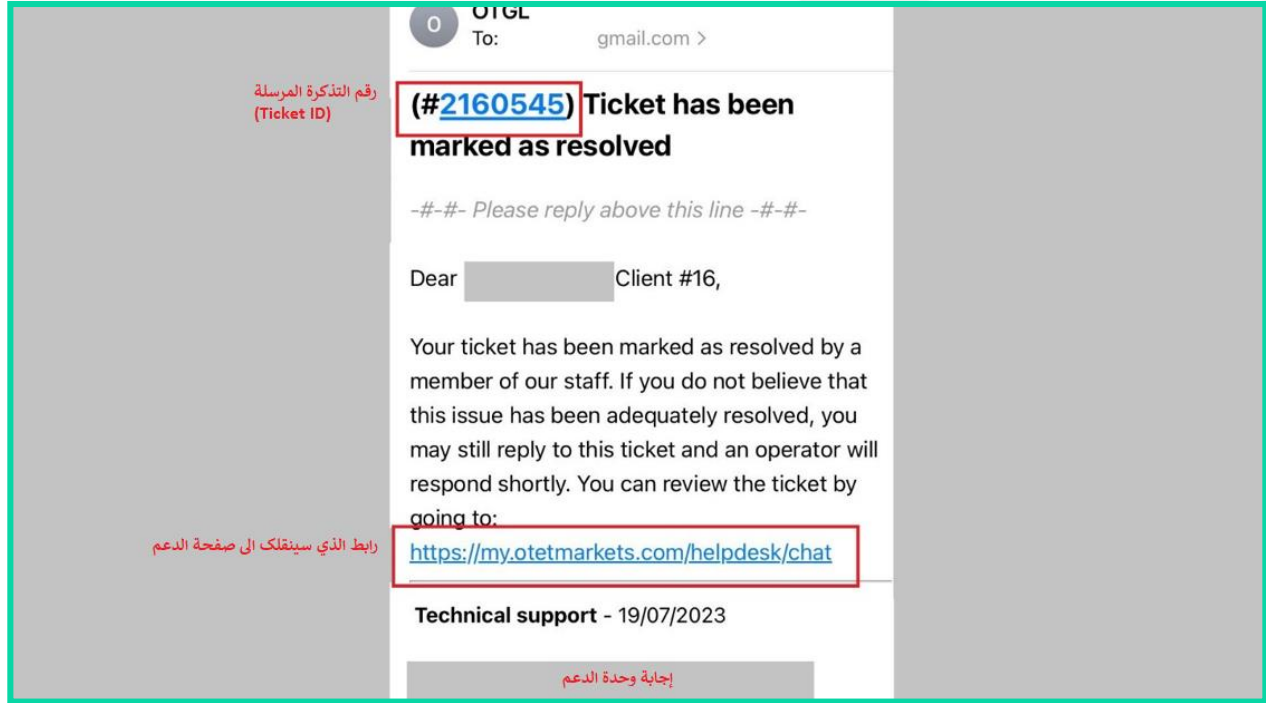 OTGL
O
To: gmail.com >
رقم التذكرة المرسلة
(Ticket ID)
(#2160545) Ticket has been
marked as resolved
-#-#- Please reply above this line -#-#-
Dear Client #16,
Your ticket has been marked as resolved by a
member of our staff. If you do not believe that
this issue has been adequately resolved, you
may still reply to this ticket and an operator will
respond shortly. You can review the ticket by
going to:
رابط الذي سينقلک الی صفحة الدعم
https://my.otetmarkets.com/helpdesk/chat
Technical support - 19/07/2023
إجابة وحدة الدعم